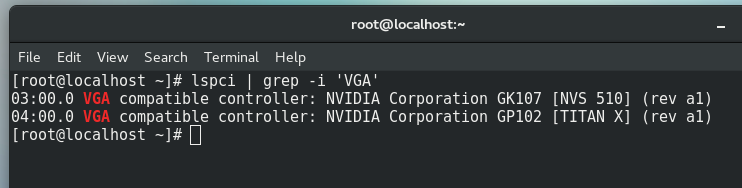 root@localhost:~
File Edit View Search Terminal Help
[root@localhost ~]# lspci | grep -i 'VGA'
03:00.0 VGA compatible controller: NVIDIA Corporation GK107 [NVS 510] (rev a1)
04:00.0 VGA compatible controller: NVIDIA Corporation GP102 [TITAN X] (rev a1)
[root@localhost ~]#